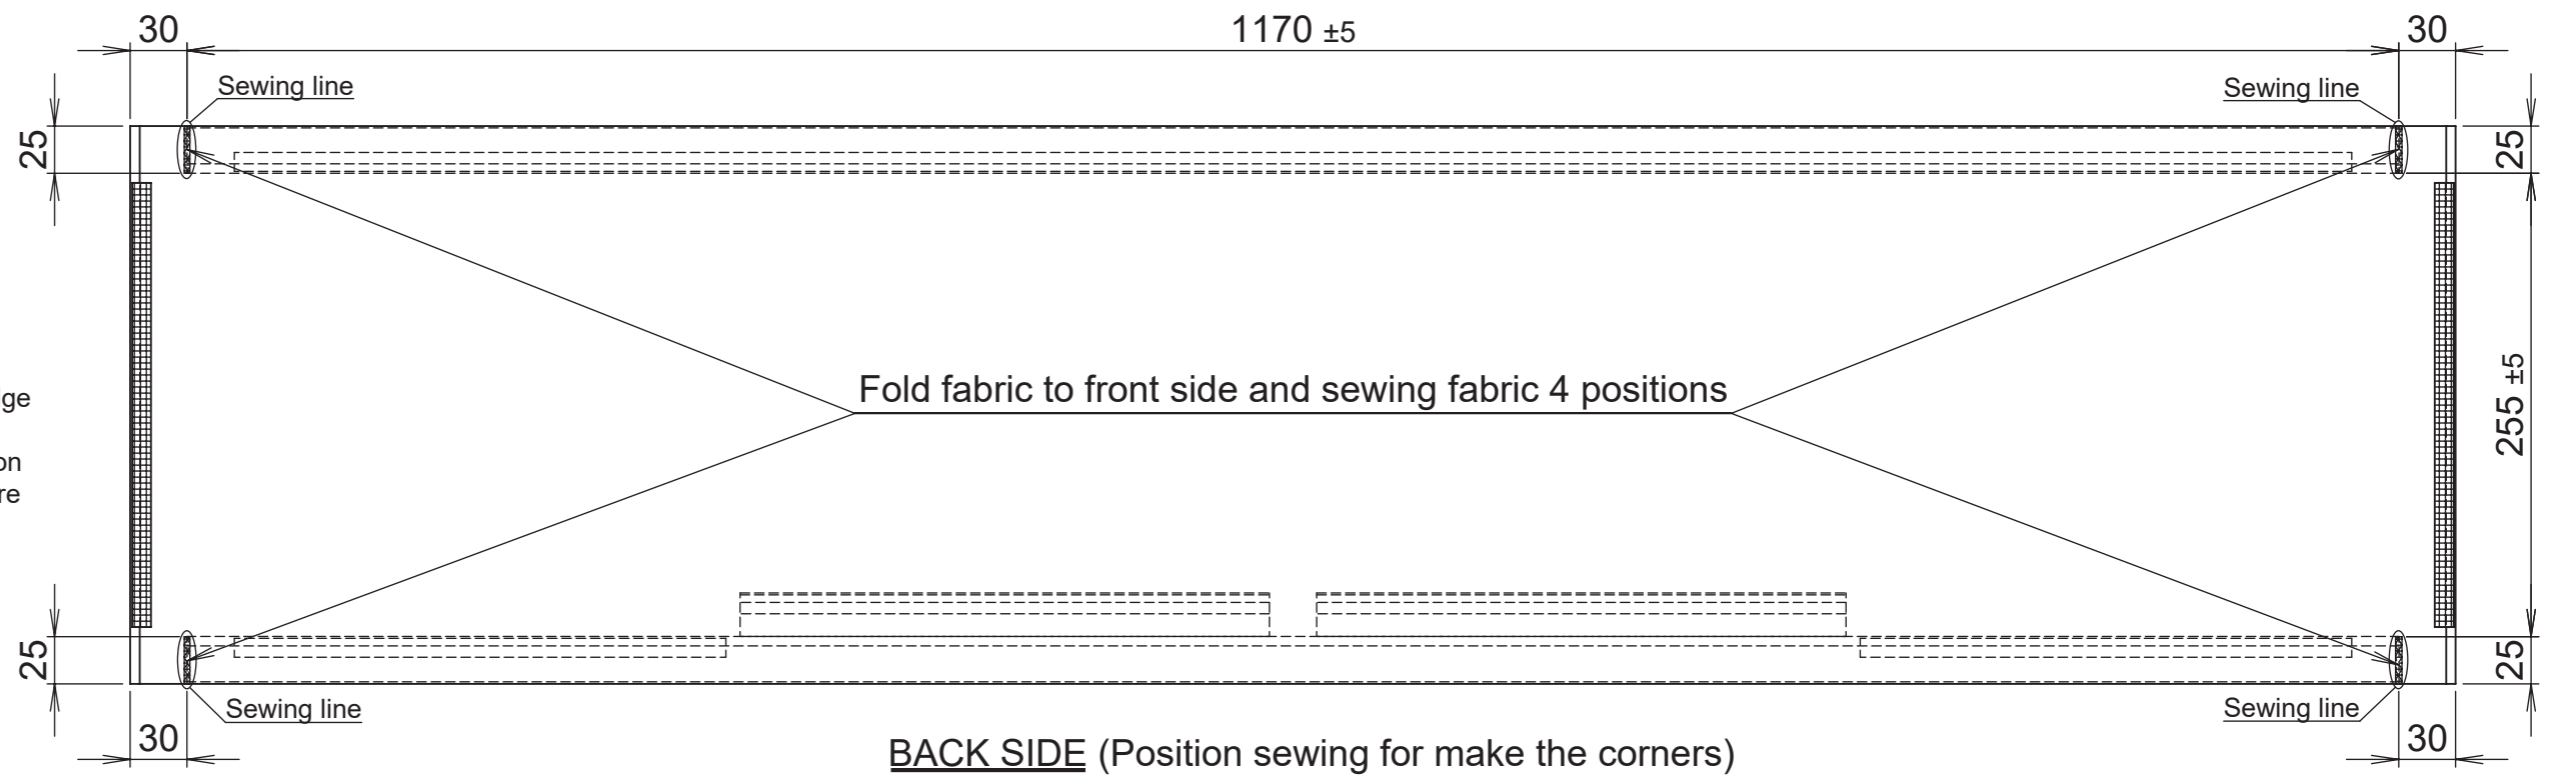 30
1170 ±5
30
Sewing line
Sewing line
25
25
Fold fabric to front side and sewing fabric 4 positions
255 ±5
25
25
Sewing line
Sewing line
30
30
BACK SIDE (Position sewing for make the corners)